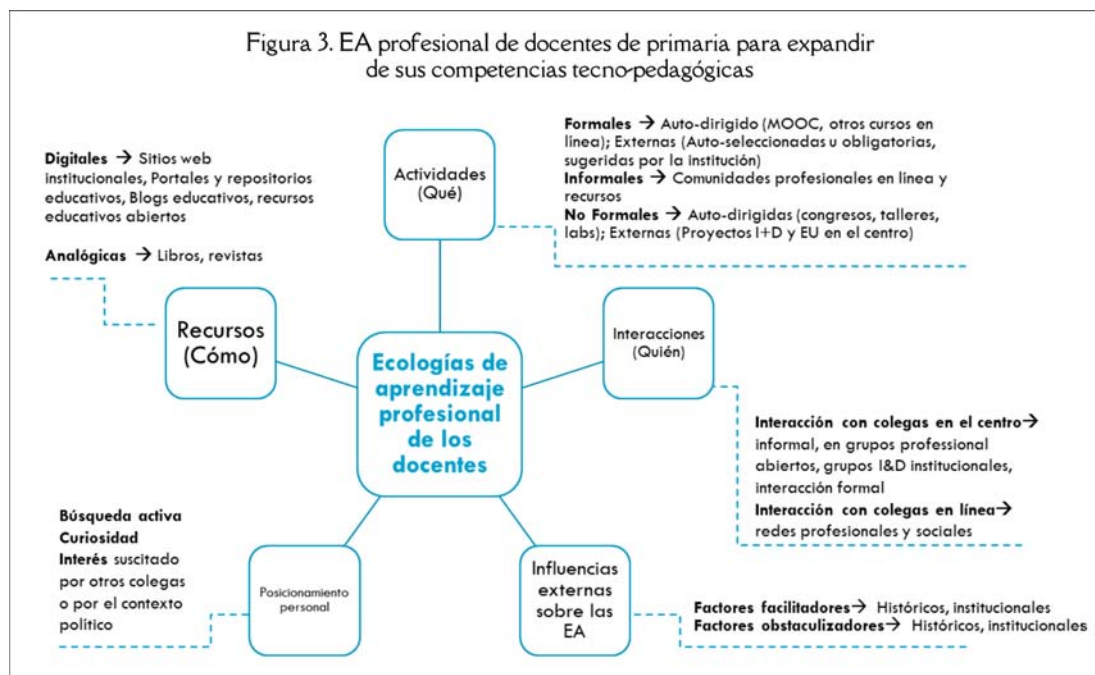 Figura 3. EA profesional de docentes de primaria para expandir
de sus competencias tecno-pedagógicas
Digitales → Sitios web
institucionales, Portales y repositorios
educativos, Blogs educativos, recursos
educativos abiertos
Analógicas → Libros, revistas
Actividades
(Qué)
Formales → Auto-dirigido (MOOC, otros cursos en
línea); Externas (Auto-seleccionadas u obligatorias,
sugeridas por la institución)
Informales → Comunidades profesionales en línea y
recursos
No Formales → Auto-dirigidas (congresos, talleres,
labs); Externas (Proyectos I+D y EU en el centro)
Recursos
(Cómo)
Ecologías de
aprendizaje
profesional
de los
docentes
Interacciones
(Quién)
Interacción con colegas en el centro→
informal, en grupos professional
abiertos, grupos I&D institucionales,
interacción formal
Interacción con colegas en línea→
redes profesionales y sociales
Búsqueda activa
Curiosidad
Interés suscitado
por otros colegas
o por el contexto
político
Posicionamiento
personal
Influencias
externas
sobre las
EA
Factores facilitadores→ Históricos, institucionales
Factores obstaculizadores→ Históricos, institucionales